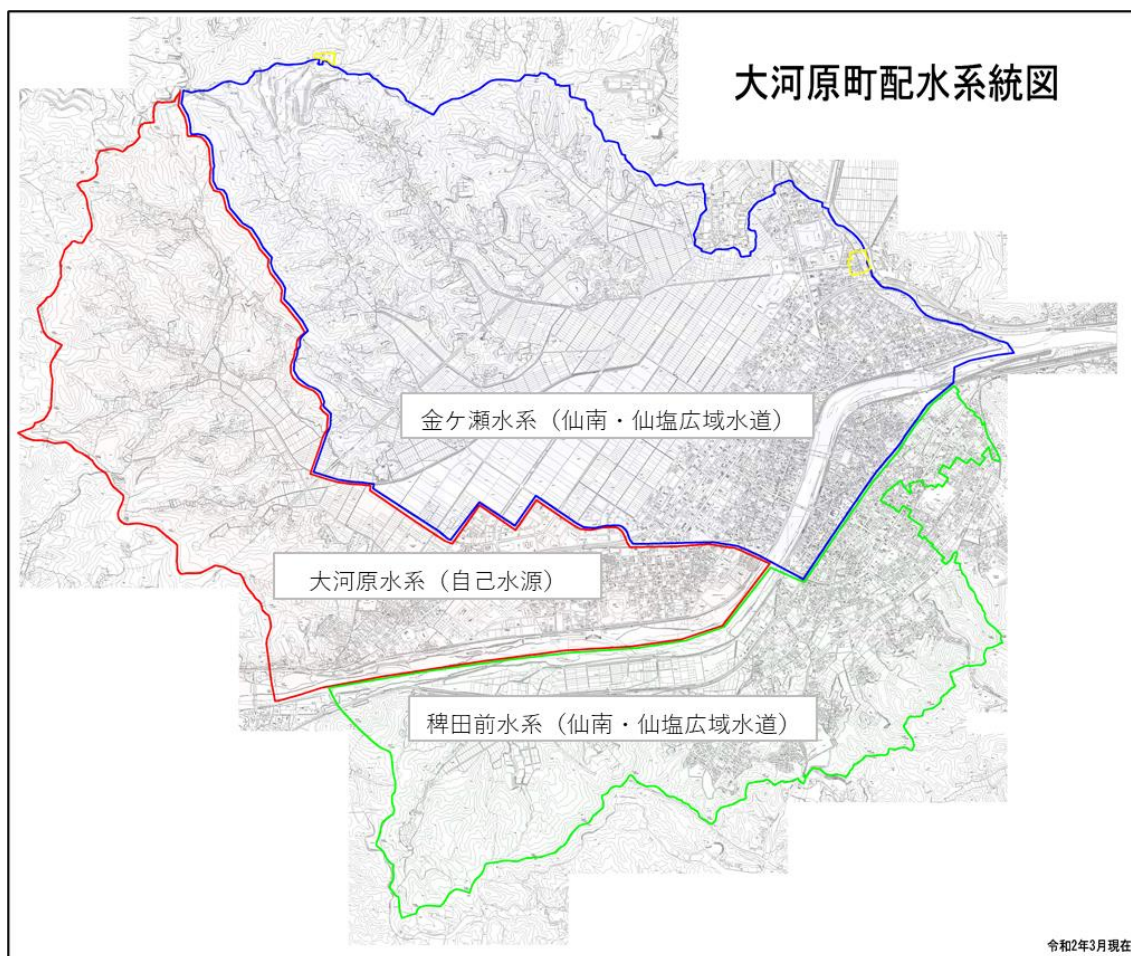 大河原町配水系統図
金ケ瀬水系（仙南・仙塩広域水道）
大河原水系（自己水源）
稗田前水系（仙南・仙塩広域水道）
令和2年3月現在